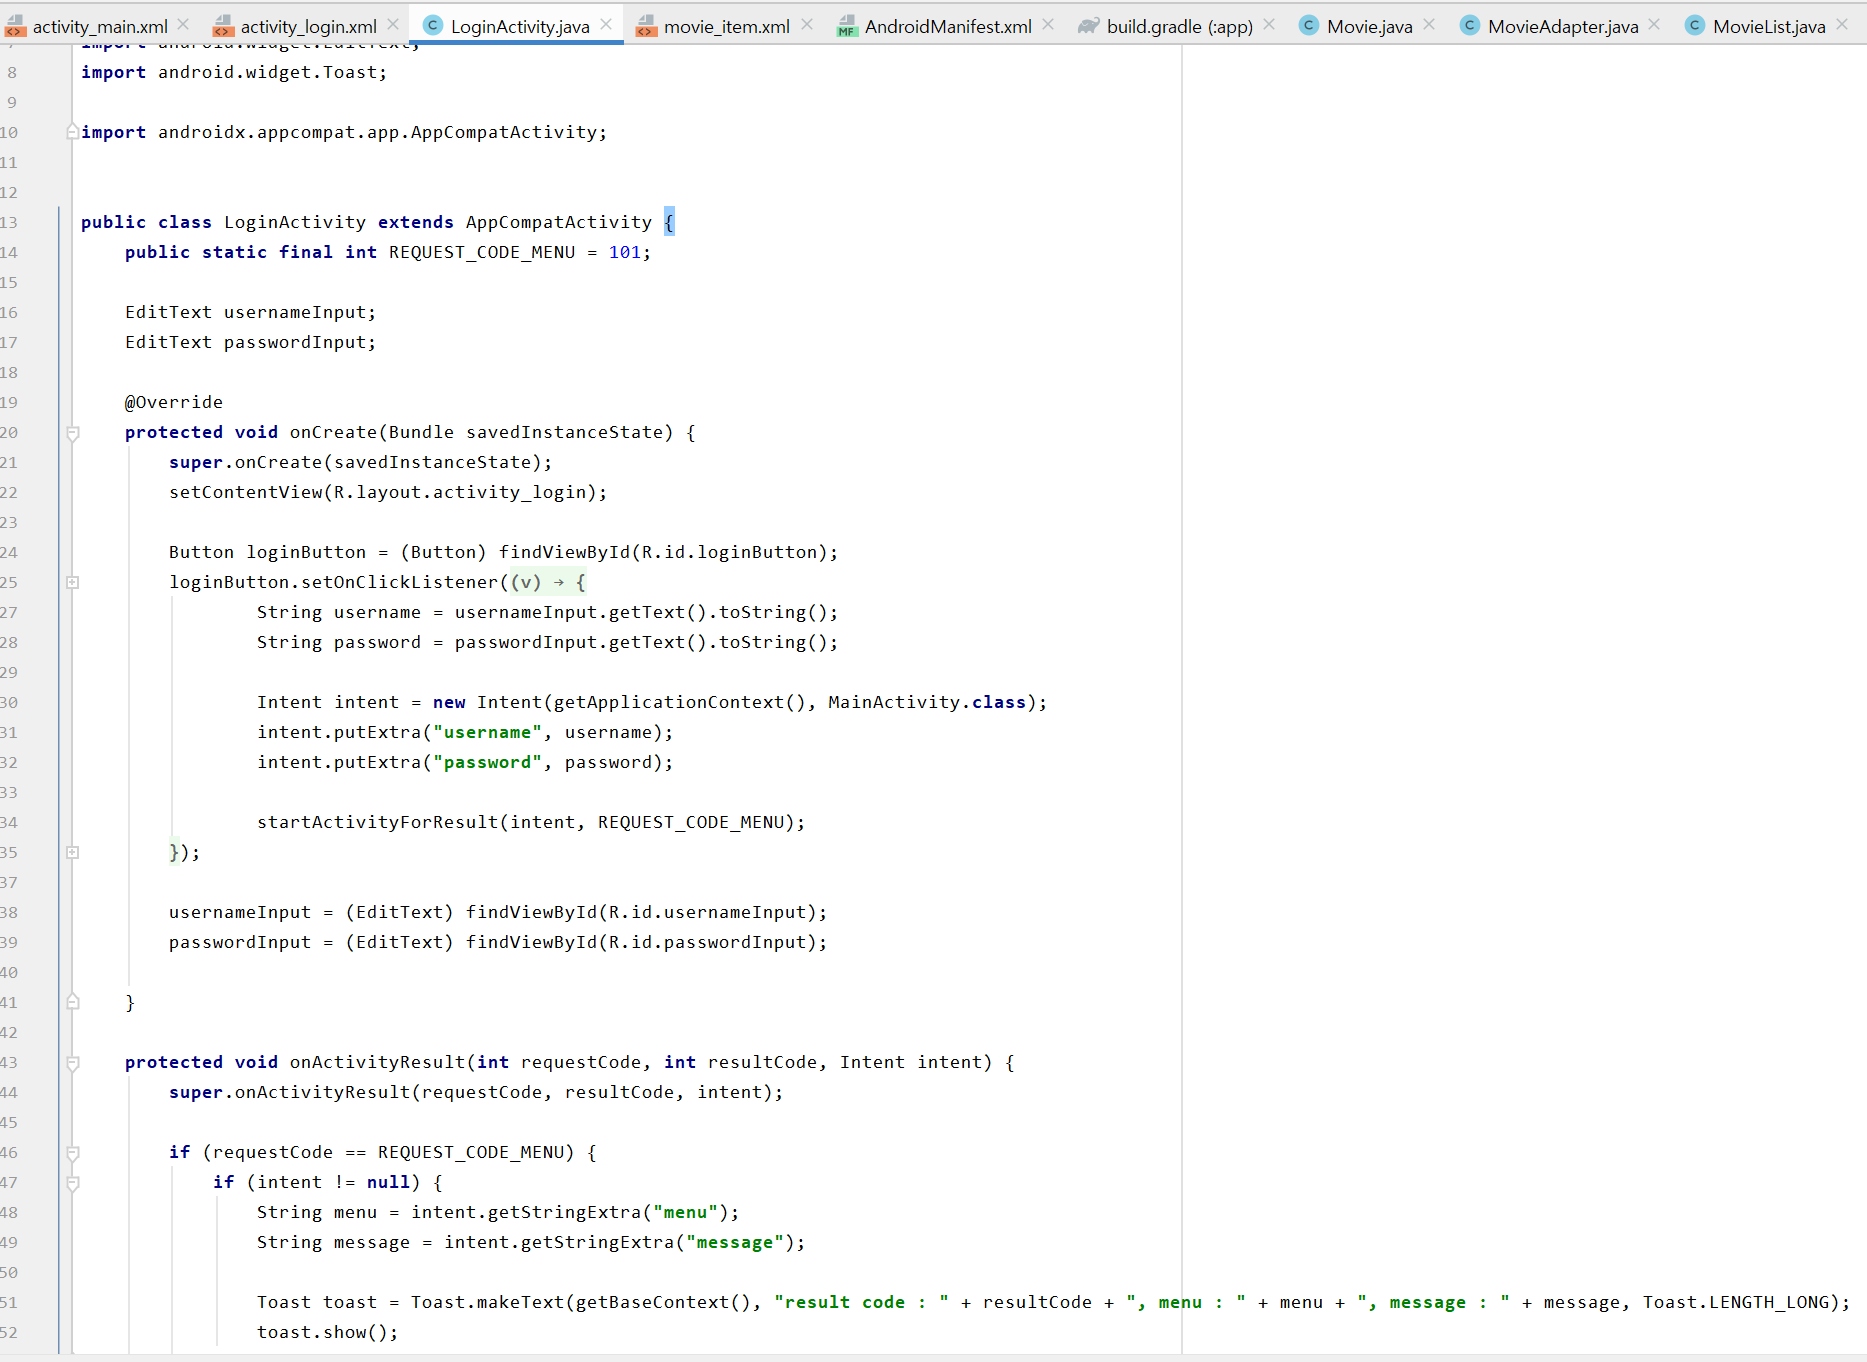 activity_main.xml activity_login.xml LoginActivity.java movie_item.xml AndroidManifest.xml build.gradle (:app) Movie.java MovieAdapter.java MovieList.java
7 import android.widget.EditText;
8 import android.widget.Toast;
9
10 import androidx.appcompat.app.AppCompatActivity;
11
12
13 public class LoginActivity extends AppCompatActivity {
14     public static final int REQUEST_CODE_MENU = 101;
15
16     EditText usernameInput;
17     EditText passwordInput;
18
19     @Override
20     protected void onCreate(Bundle savedInstanceState) {
21         super.onCreate(savedInstanceState);
22         setContentView(R.layout.activity_login);
23
24         Button loginButton = (Button) findViewById(R.id.loginButton);
25         loginButton.setOnClickListener((v) → {
27                 String username = usernameInput.getText().toString();
28                 String password = passwordInput.getText().toString();
29
30                 Intent intent = new Intent(getApplicationContext(), MainActivity.class);
31                 intent.putExtra("username", username);
32                 intent.putExtra("password", password);
33
34                 startActivityForResult(intent, REQUEST_CODE_MENU);
35         });
37
38         usernameInput = (EditText) findViewById(R.id.usernameInput);
39         passwordInput = (EditText) findViewById(R.id.passwordInput);
40
41     }
42
43     protected void onActivityResult(int requestCode, int resultCode, Intent intent) {
44         super.onActivityResult(requestCode, resultCode, intent);
45
46         if (requestCode == REQUEST_CODE_MENU) {
47             if (intent != null) {
48                 String menu = intent.getStringExtra("menu");
49                 String message = intent.getStringExtra("message");
50
51                 Toast toast = Toast.makeText(getBaseContext(), "result code : " + resultCode + ", menu : " + menu + ", message : " + message, Toast.LENGTH_LONG);
52                 toast.show();